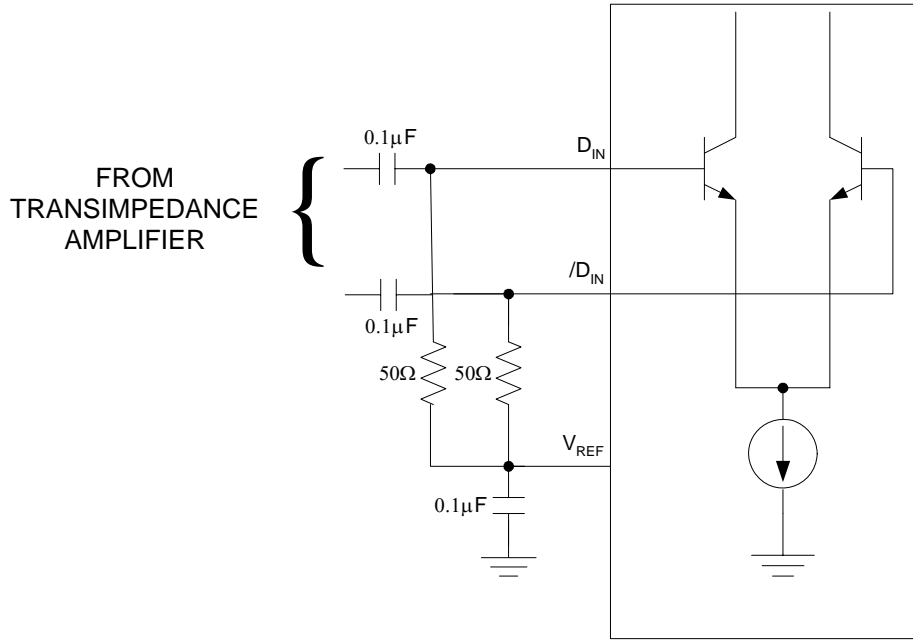 0.1μF
D_IN
FROM
TRANSIMPEDANCE
AMPLIFIER
{
/D_IN
0.1μF
50Ω
50Ω
V_REF
0.1μF